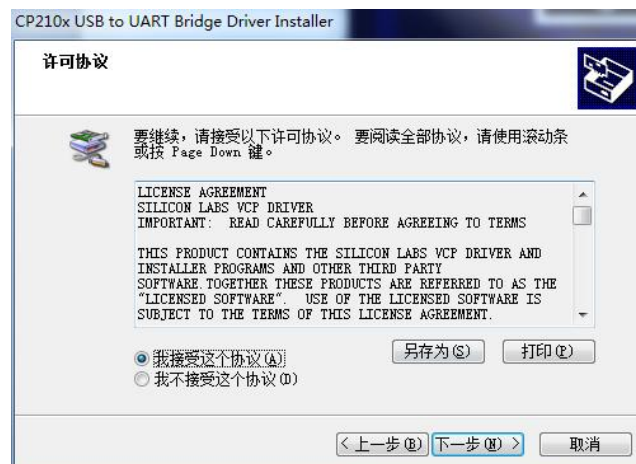 CP210x USB to UART Bridge Driver Installer
许可协议
要继续，请接受以下许可协议。 要阅读全部协议，请使用滚动条
或按 Page Down 键。
LICENSE AGREEMENT
SILICON LABS VCP DRIVER
IMPORTANT:  READ CAREFULLY BEFORE AGREEING TO TERMS
THIS PRODUCT CONTAINS THE SILICON LABS VCP DRIVER AND
INSTALLER PROGRAMS AND OTHER THIRD PARTY
SOFTWARE.TOGETHER THESE PRODUCTS ARE REFERRED TO AS THE
"LICENSED SOFTWARE".  USE OF THE LICENSED SOFTWARE IS
SUBJECT TO THE TERMS OF THIS LICENSE AGREEMENT.
我接受这个协议(A) 另存为(S) 打印(P)
我不接受这个协议(D)
<上一步(B) 下一步(N) > 取消